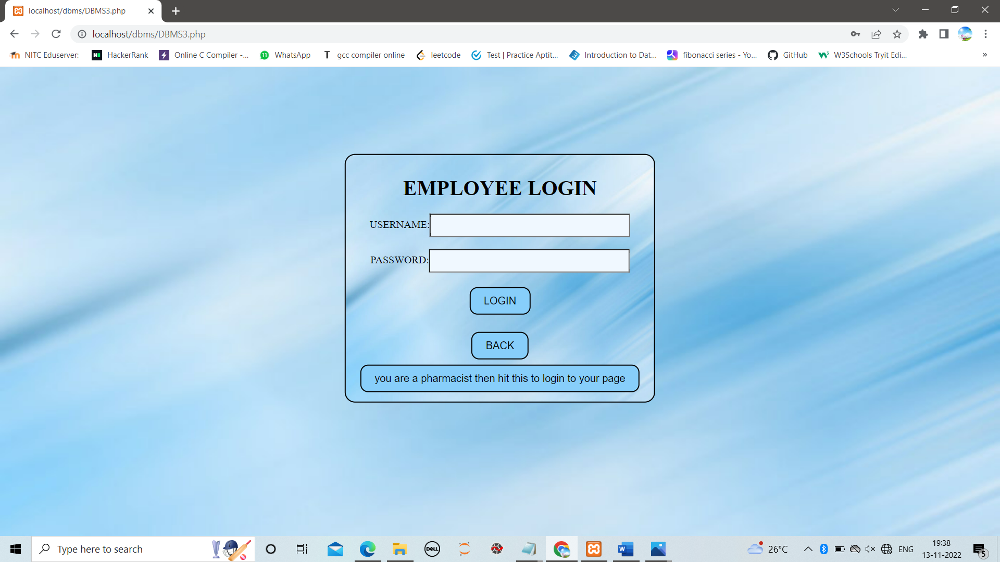 localhost/dbms/DBMS3.php
localhost/dbms/DBMS3.php
NITC Eduserver: HackerRank Online C Compiler -... WhatsApp gcc compiler online leetcode Test | Practice Aptit... Introduction to Dat... fibonacci series - Yo... GitHub W3Schools Tryit Edi... »
EMPLOYEE LOGIN
USERNAME:
PASSWORD:
LOGIN
BACK
you are a pharmacist then hit this to login to your page
Type here to search
26°C
ENG
19:38
13-11-2022
5